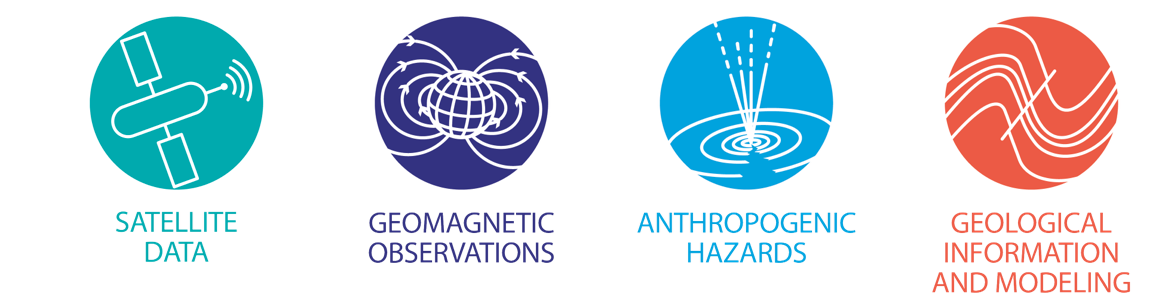 SATELLITE
DATA
GEOMAGNETIC
OBSERVATIONS
ANTHROPOGENIC
HAZARDS
GEOLOGICAL
INFORMATION
AND MODELING